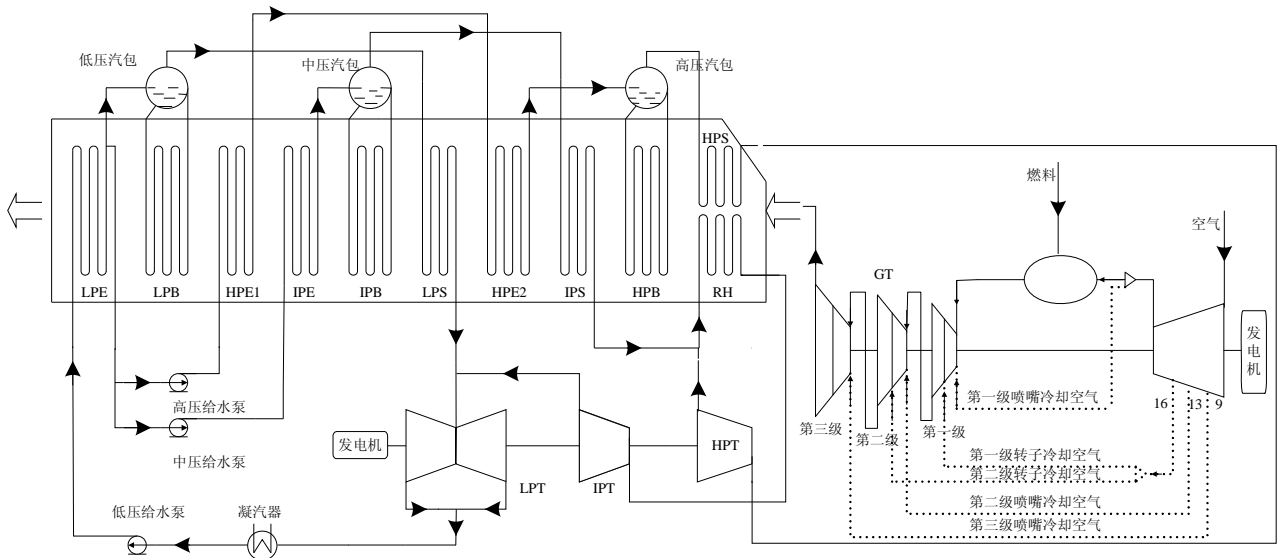 低压汽包
中压汽包
高压汽包
HPS
燃料
空气
GT
LPE
LPB
HPE1
IPE
IPB
LPS
HPE2
IPS
HPB
RH
发电机
第一级喷嘴冷却空气
16
13
9
高压给水泵
中压给水泵
第三级
第二级
第一级
发电机
HPT
LPT
IPT
第一级转子冷却空气
第二级转子冷却空气
第二级喷嘴冷却空气
第三级喷嘴冷却空气
低压给水泵
凝汽器